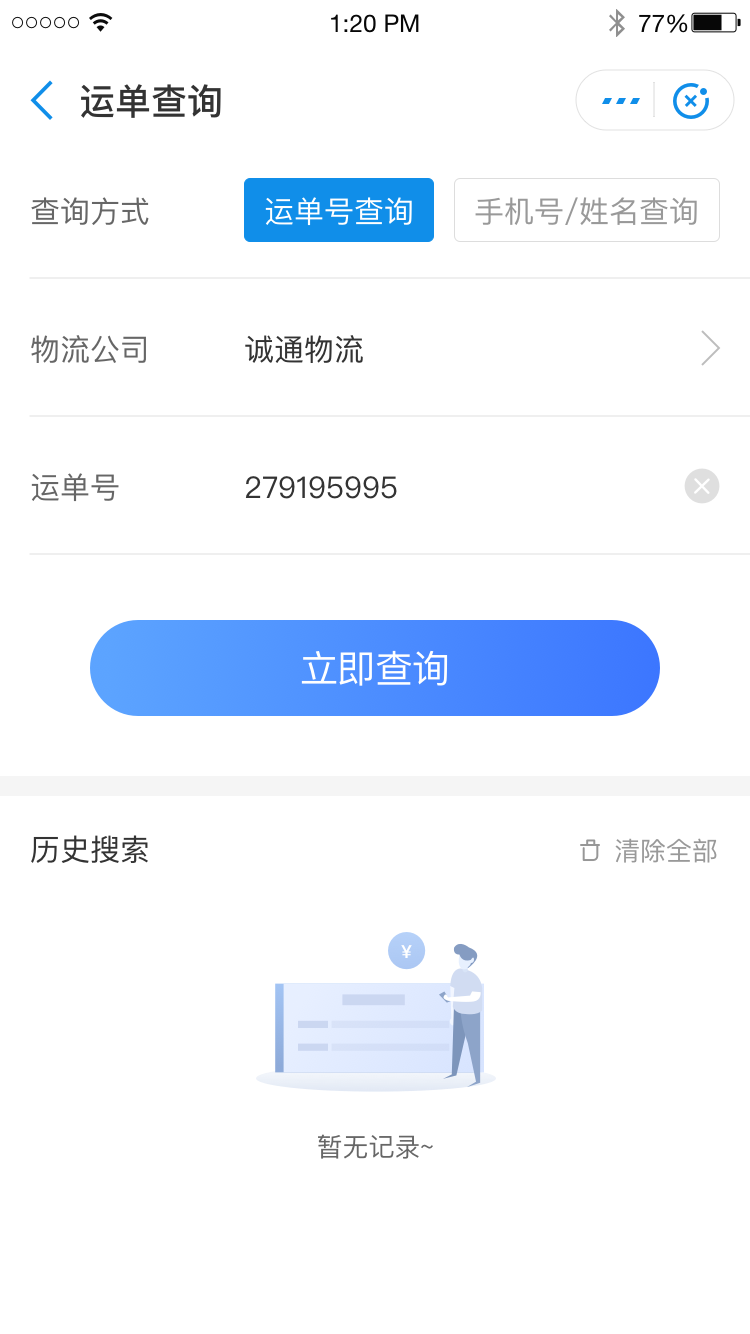 1:20 PM 77%
运单查询
查询方式 运单号查询 手机号/姓名查询
物流公司 诚通物流
运单号 279195995
立即查询
历史搜索 清除全部
¥
暂无记录~